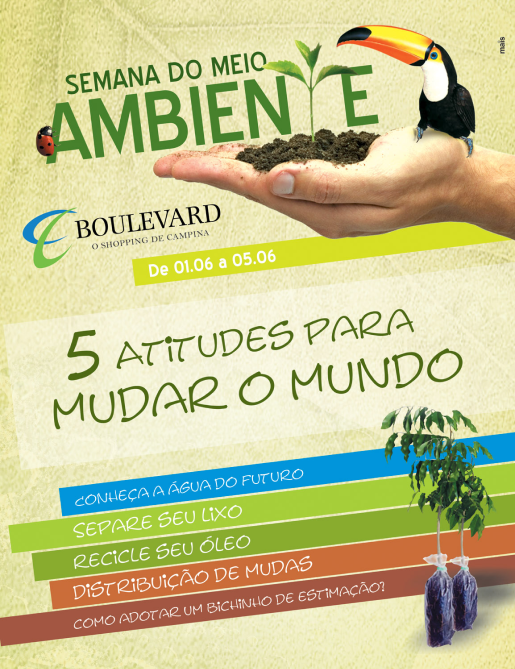 mais
SEMANA DO MEIO
AMBIENTE
BOULEVARD
O SHOPPING DE CAMPINA
De 01.06 a 05.06
5 ATITUDES PARA
MUDAR O MUNDO
CONHEÇA A ÁGUA DO FUTURO
SEPARE SEU LIXO
RECICLE SEU ÓLEO
DISTRIBUIÇÃO DE MUDAS
COMO ADOTAR UM BICHINHO DE ESTIMAÇÃO?